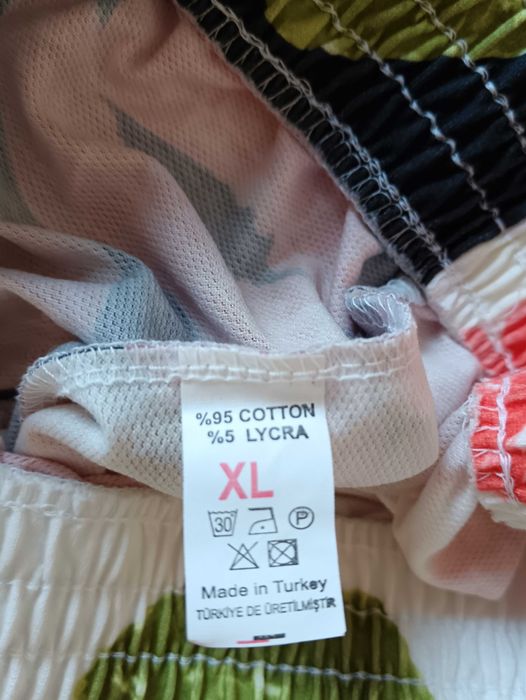 %95 COTTON
%5 LYCRA
XL
30 P
Made in Turkey
TÜRKİYE DE ÜRETİLMİŞTİR